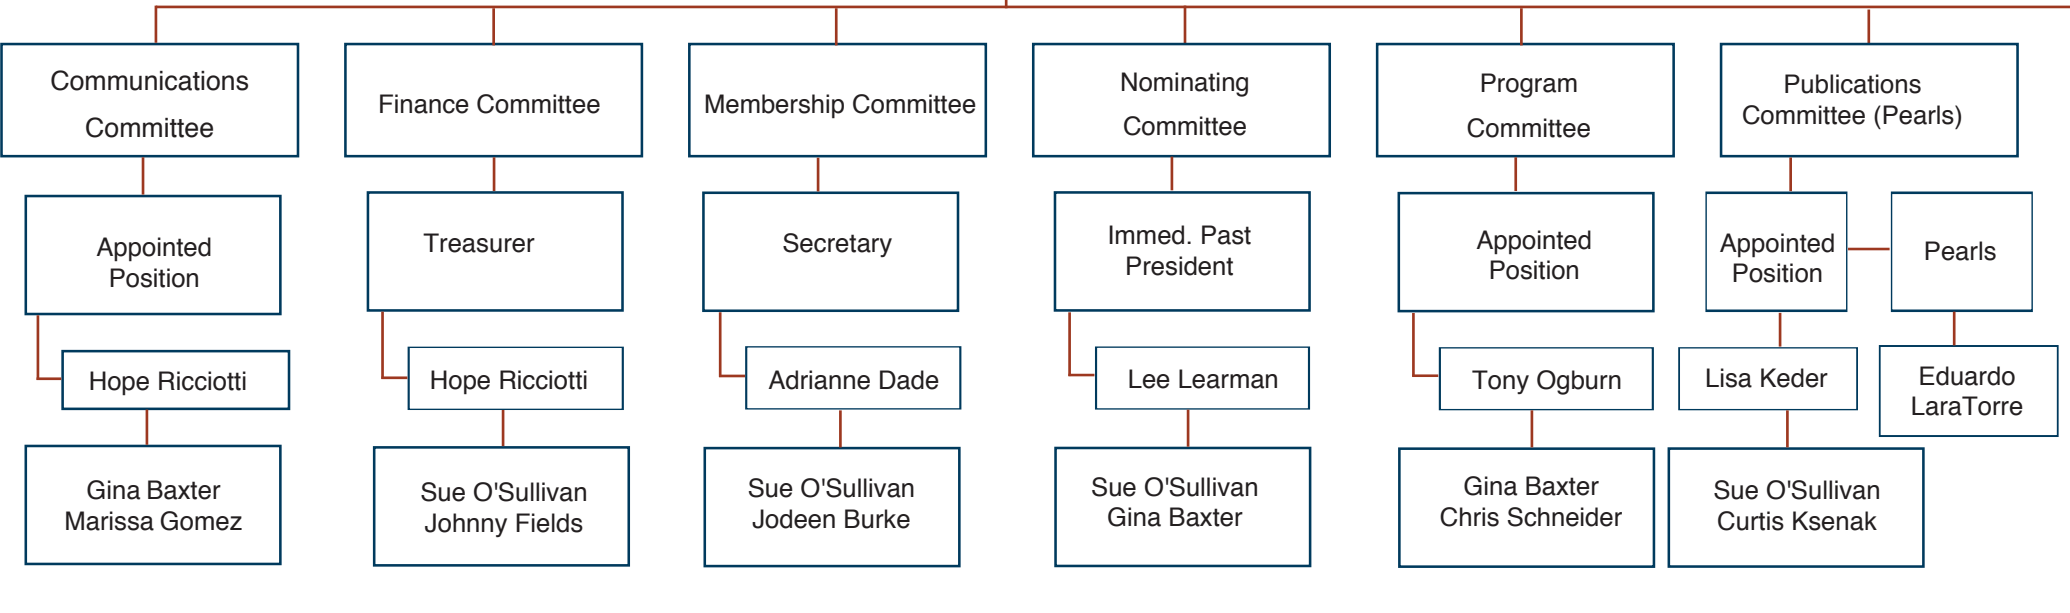 Communications
Committee
Finance Committee
Membership Committee
Nominating
Committee
Program
Committee
Publications
Committee (Pearls)
Appointed
Position
Treasurer
Secretary
Immed. Past
President
Appointed
Position
Appointed
Position
Pearls
Hope Ricciotti
Hope Ricciotti
Adrianne Dade
Lee Learman
Tony Ogburn
Lisa Keder
Eduardo
LaraTorre
Gina Baxter
Marissa Gomez
Sue O'Sullivan
Johnny Fields
Sue O'Sullivan
Jodeen Burke
Sue O'Sullivan
Gina Baxter
Gina Baxter
Chris Schneider
Sue O'Sullivan
Curtis Ksenak